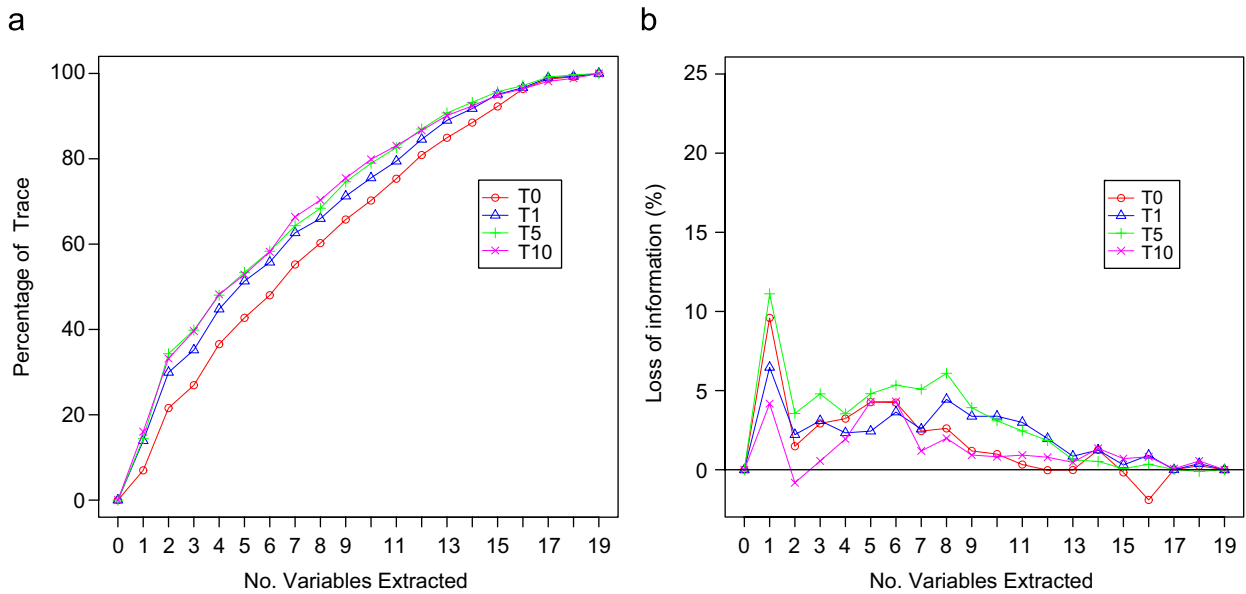 a
Percentage of Trace
100
80
60
40
20
0
T0
T1
T5
T10
0 1 2 3 4 5 6 7 8 9 11 13 15 17 19
No. Variables Extracted
b
Loss of information (%)
25
20
15
10
5
0
T0
T1
T5
T10
0 1 2 3 4 5 6 7 8 9 11 13 15 17 19
No. Variables Extracted